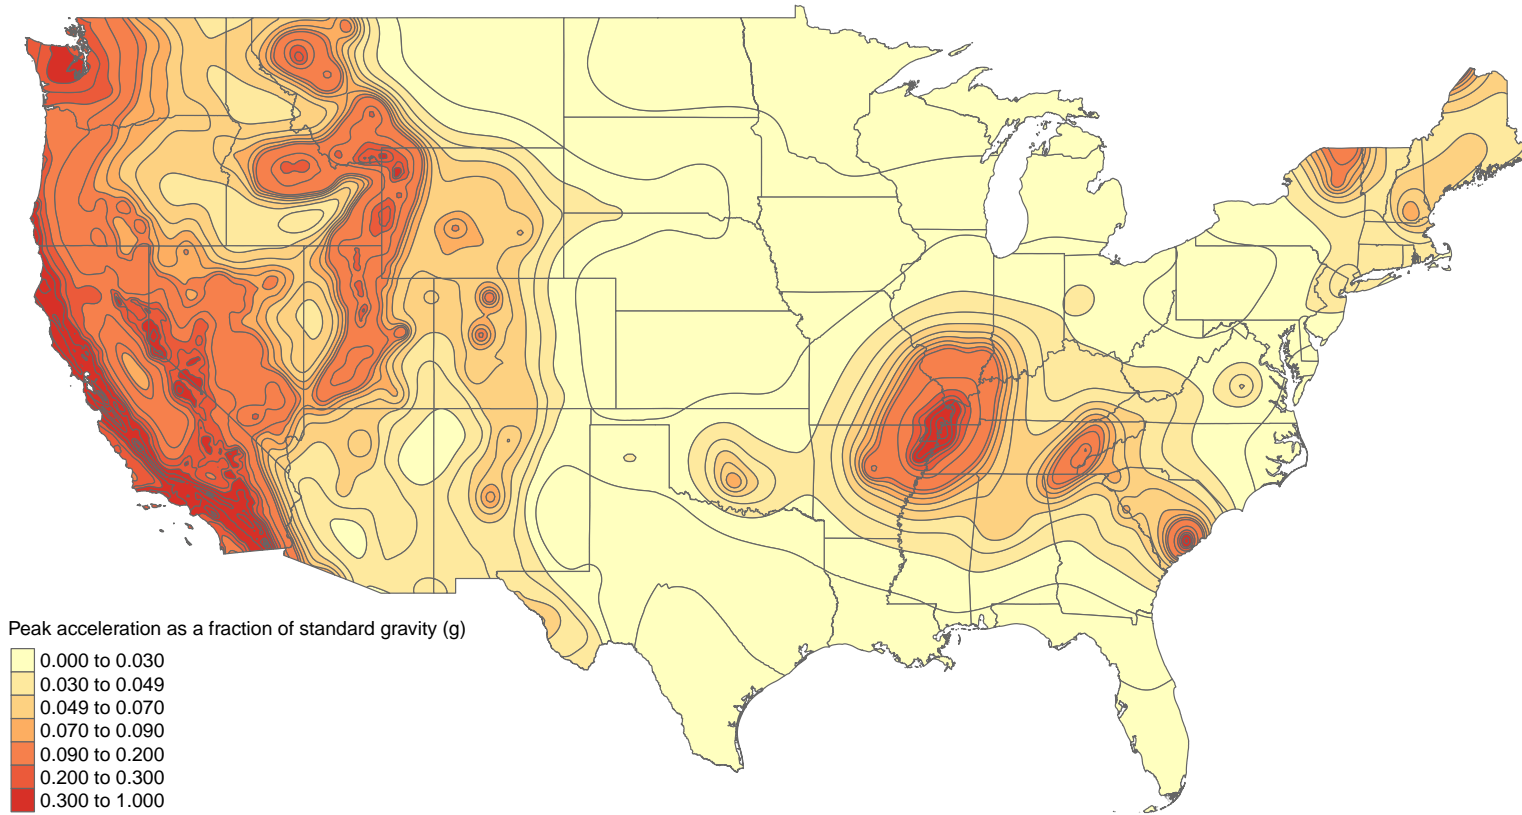 Peak acceleration as a fraction of standard gravity (g)
0.000 to 0.030
0.030 to 0.049
0.049 to 0.070
0.070 to 0.090
0.090 to 0.200
0.200 to 0.300
0.300 to 1.000